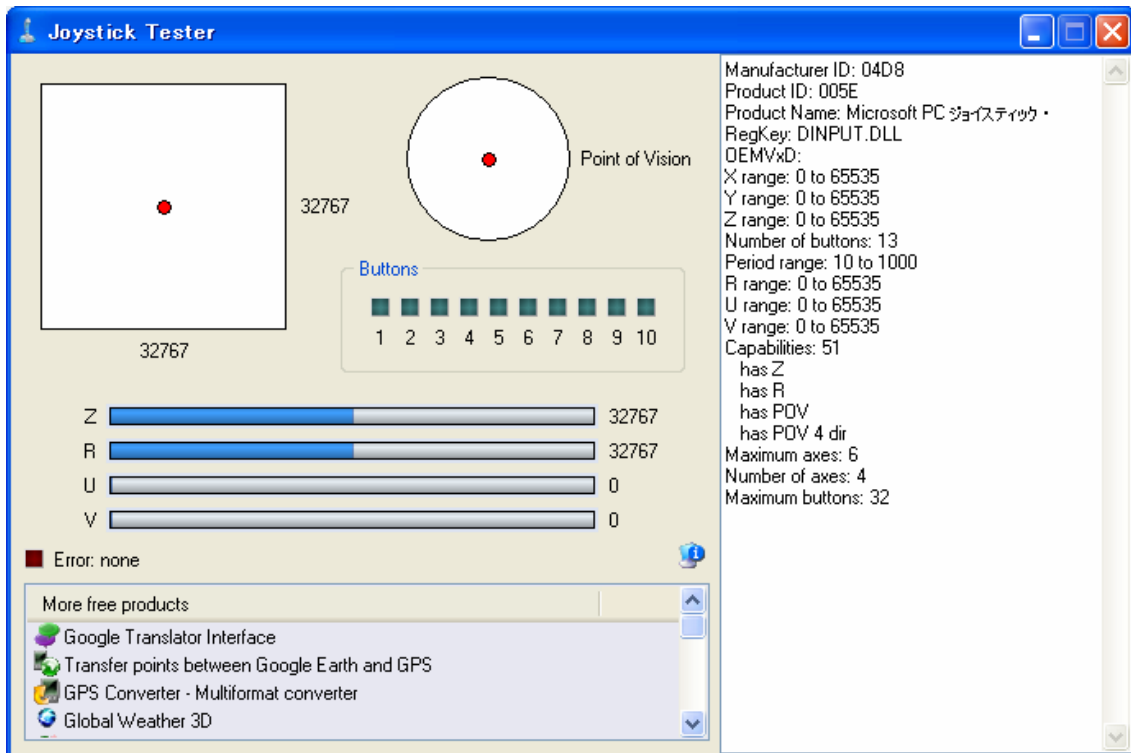 Joystick Tester
32767
32767
Point of Vision
Buttons
1 2 3 4 5 6 7 8 9 10
Z 32767
R 32767
U 0
V 0
Error: none
More free products
Google Translator Interface
Transfer points between Google Earth and GPS
GPS Converter - Multiformat converter
Global Weather 3D
Manufacturer ID: 04D8
Product ID: 005E
Product Name: Microsoft PC ジョイスティック・
RegKey: DINPUT.DLL
OEMVxD:
X range: 0 to 65535
Y range: 0 to 65535
Z range: 0 to 65535
Number of buttons: 13
Period range: 10 to 1000
R range: 0 to 65535
U range: 0 to 65535
V range: 0 to 65535
Capabilities: 51
has Z
has R
has POV
has POV 4 dir
Maximum axes: 6
Number of axes: 4
Maximum buttons: 32